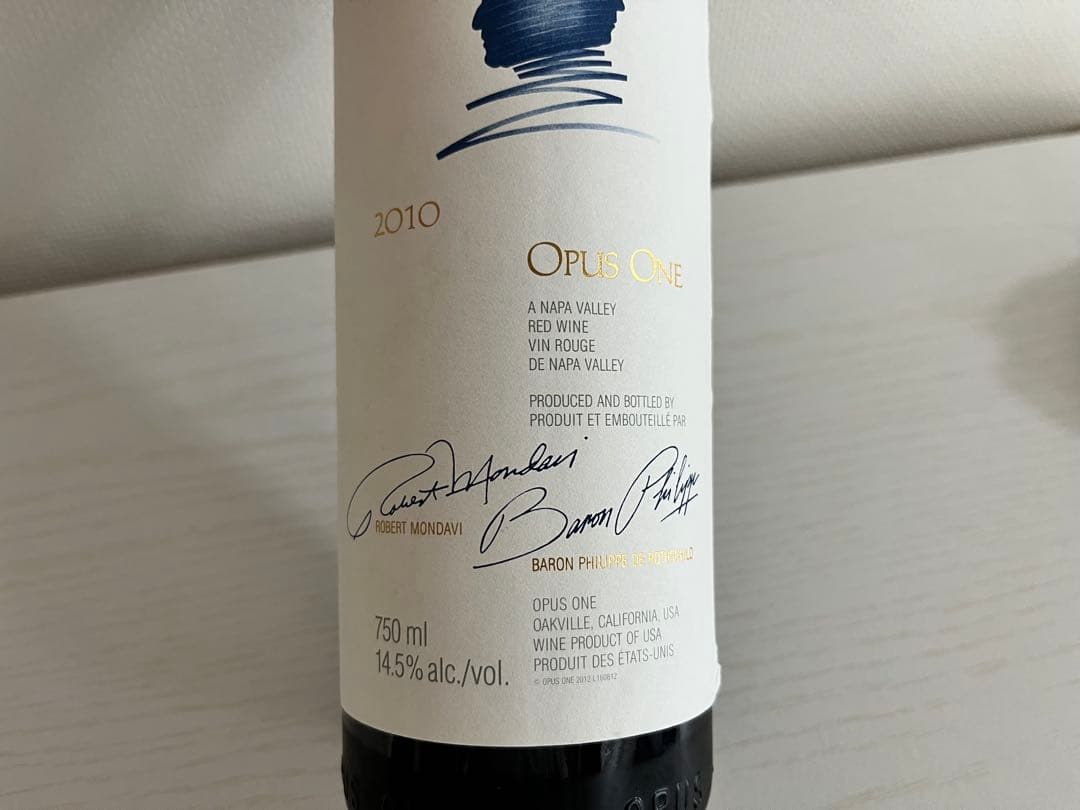 2010
OPUS ONE
A NAPA VALLEY
RED WINE
VIN ROUGE
DE NAPA VALLEY
PRODUCED AND BOTTLED BY
PRODUIT ET EMBOUTEILLÉ PAR
Robert Mondavi
ROBERT MONDAVI
Baron Philippe
BARON PHILIPPE DE ROTHSCHILD
750 ml
14.5% alc./vol.
OPUS ONE
OAKVILLE, CALIFORNIA, USA
WINE PRODUCT OF USA
PRODUIT DES ÉTATS-UNIS
© OPUS ONE 2012 L160812
OPUS